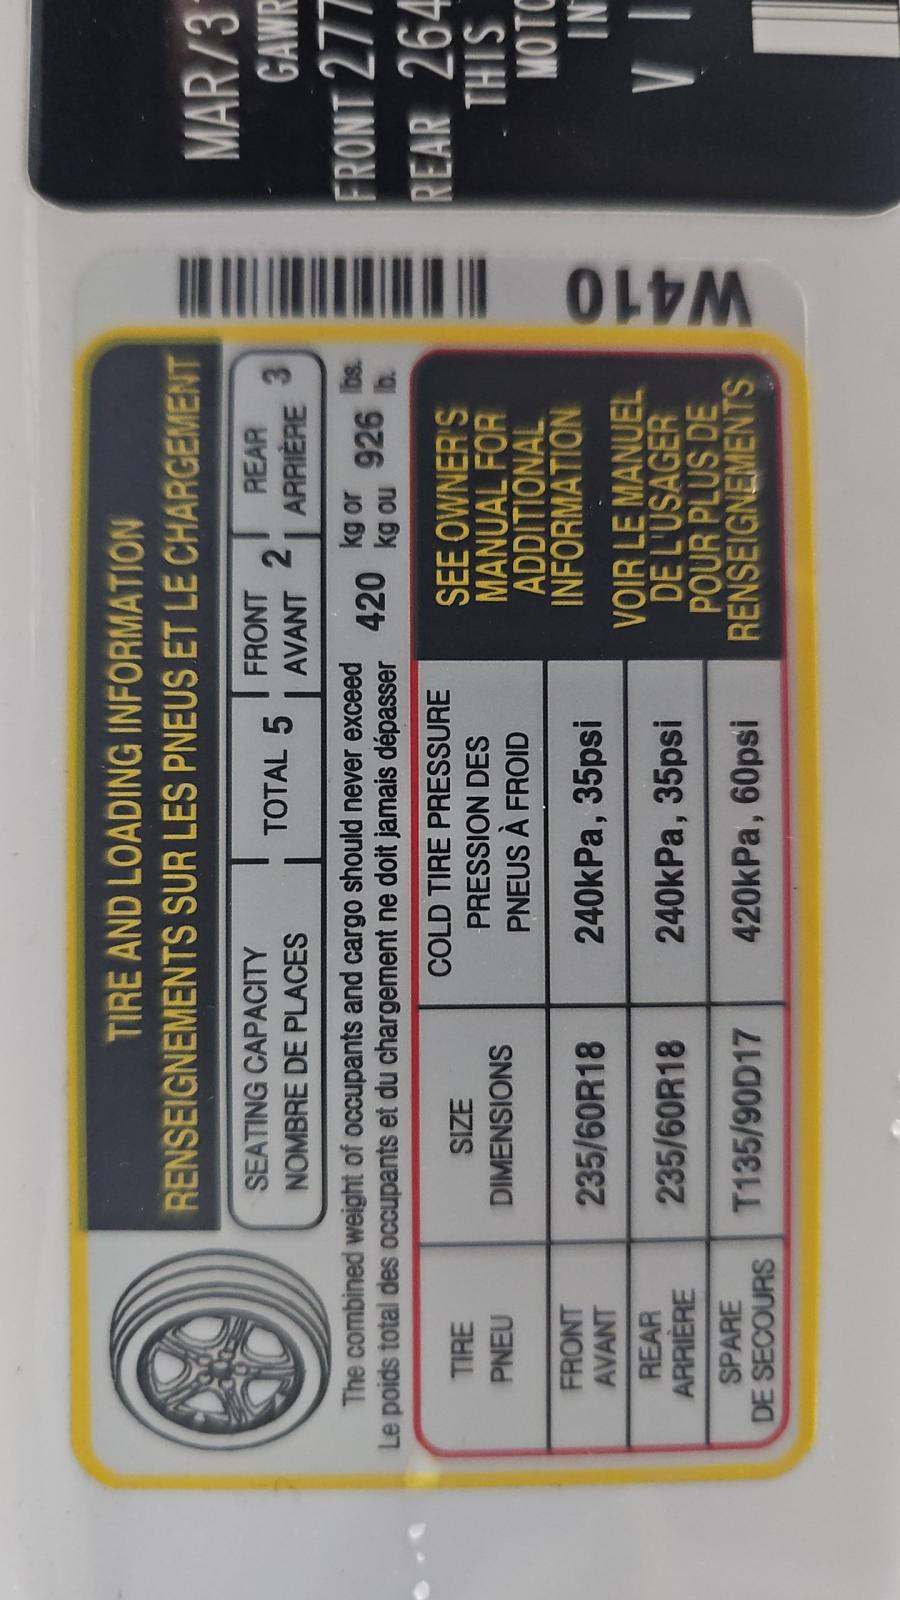 TIRE AND LOADING INFORMATION
RENSEIGNEMENTS SUR LES PNEUS ET LE CHARGEMENT
SEATING CAPACITY
NOMBRE DE PLACES
TOTAL 5
FRONT
AVANT 2
REAR
ARRIÈRE 3
The combined weight of occupants and cargo should never exceed 420 kg or 926 lbs.
Le poids total des occupants et du chargement ne doit jamais dépasser kg ou lb.
TIRE
PNEU
SIZE
DIMENSIONS
COLD TIRE PRESSURE
PRESSION DES
PNEUS À FROID
SEE OWNER'S
MANUAL FOR
ADDITIONAL
INFORMATION
VOIR LE MANUEL
DE L'USAGER
POUR PLUS DE
RENSEIGNEMENTS
FRONT
AVANT
235/60R18
240kPa, 35psi
REAR
ARRIÈRE
235/60R18
240kPa, 35psi
SPARE
DE SECOURS
T135/90D17
420kPa, 60psi
W410
MAR/3
GAWR
FRONT 277
REAR 264
THIS
MOTO
IN
V I